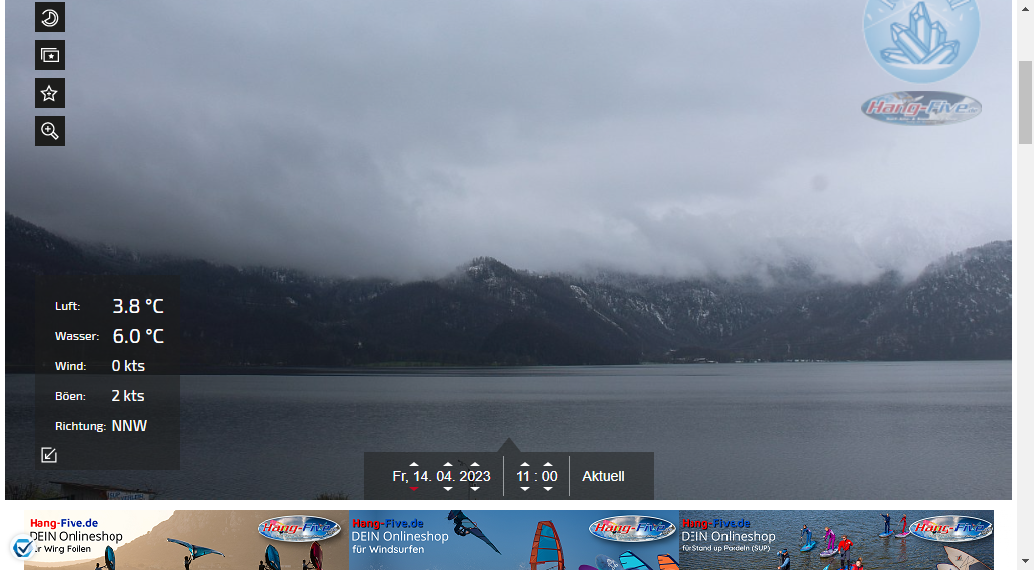 Hang-Five
Luft: 3.8 °C
Wasser: 6.0 °C
Wind: 0 kts
Böen: 2 kts
Richtung: NNW
Fr, 14. 04. 2023 11 : 00 Aktuell
Hang-Five.de
DEIN Onlineshop
für Wing Foilen
Hang-Five
Hang-Five.de
DEIN Onlineshop
für Windsurfen
Hang-Five
Hang-Five.de
DEIN Onlineshop
für Stand up Paddeln (SUP)
Hang-Five